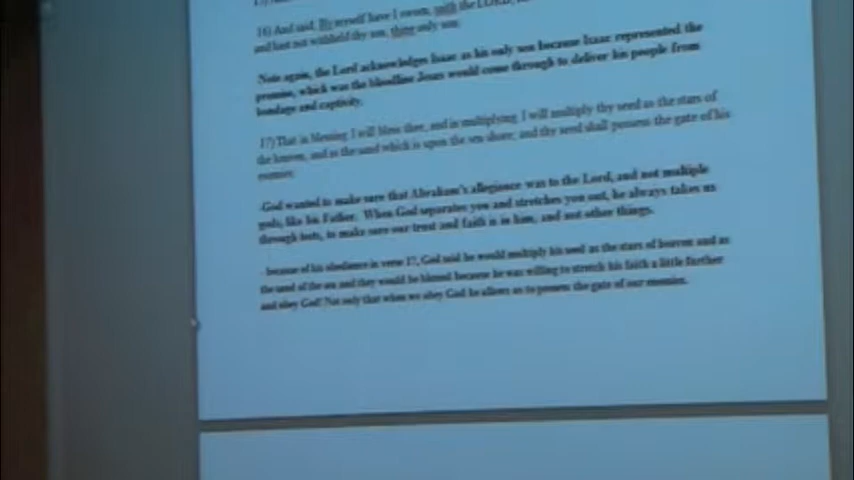 16) And said, By myself have I sworn, saith the LORD,
and hast not withheld thy son, thine only son:
Note again, the Lord acknowledges Isaac as his only son because Isaac represented the
promise, which was the bloodline Jesus would come through to deliver his people from
bondage and captivity.
17) That in blessing I will bless thee, and in multiplying I will multiply thy seed as the stars of
the heaven, and as the sand which is upon the sea shore; and thy seed shall possess the gate of his
enemies
.God wanted to make sure that Abraham's allegiance was to the Lord, and not multiple
gods, like his Father. When God separates you and stretches you out, he always takes us
through tests, to make sure our trust and faith is in him, and not other things.
because of his obedience in verse 17, God said he would multiply his seed as the stars of heaven and as
the sand of the sea and they would be blessed because he was willing to stretch his faith a little further
and obey God! Not only that when we obey God he allows us to possess the gate of our enemies.